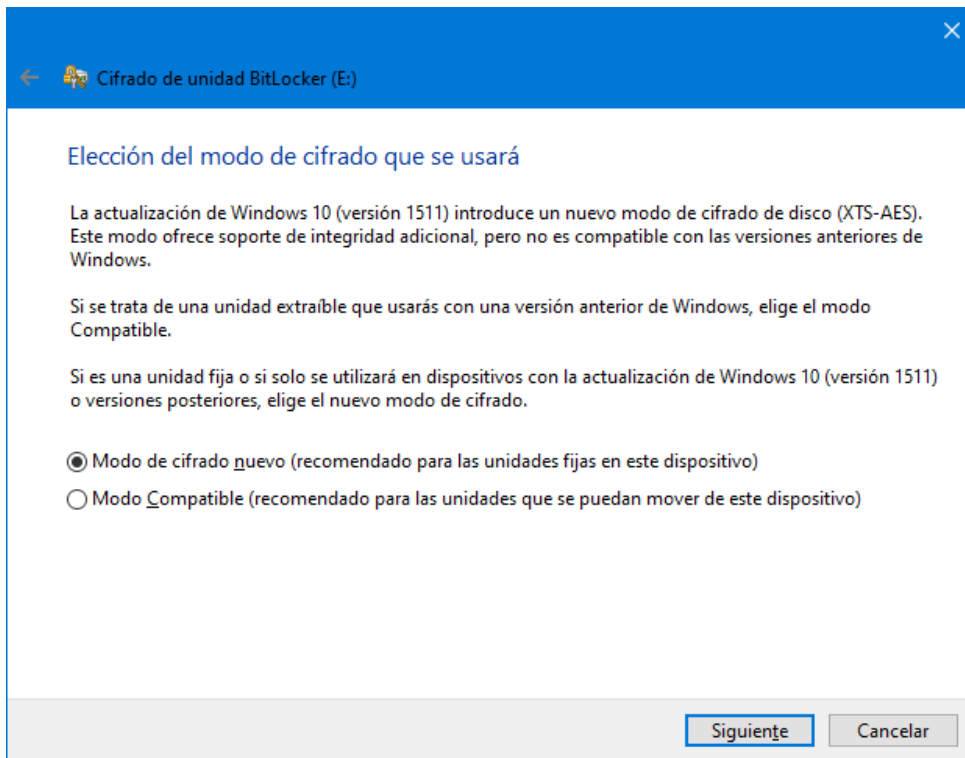 Cifrado de unidad BitLocker (E:)
Elección del modo de cifrado que se usará
La actualización de Windows 10 (versión 1511) introduce un nuevo modo de cifrado de disco (XTS-AES).
Este modo ofrece soporte de integridad adicional, pero no es compatible con las versiones anteriores de
Windows.
Si se trata de una unidad extraíble que usarás con una versión anterior de Windows, elige el modo
Compatible.
Si es una unidad fija o si solo se utilizará en dispositivos con la actualización de Windows 10 (versión 1511)
o versiones posteriores, elige el nuevo modo de cifrado.
Modo de cifrado nuevo (recomendado para las unidades fijas en este dispositivo)
Modo Compatible (recomendado para las unidades que se puedan mover de este dispositivo)
Siguiente
Cancelar